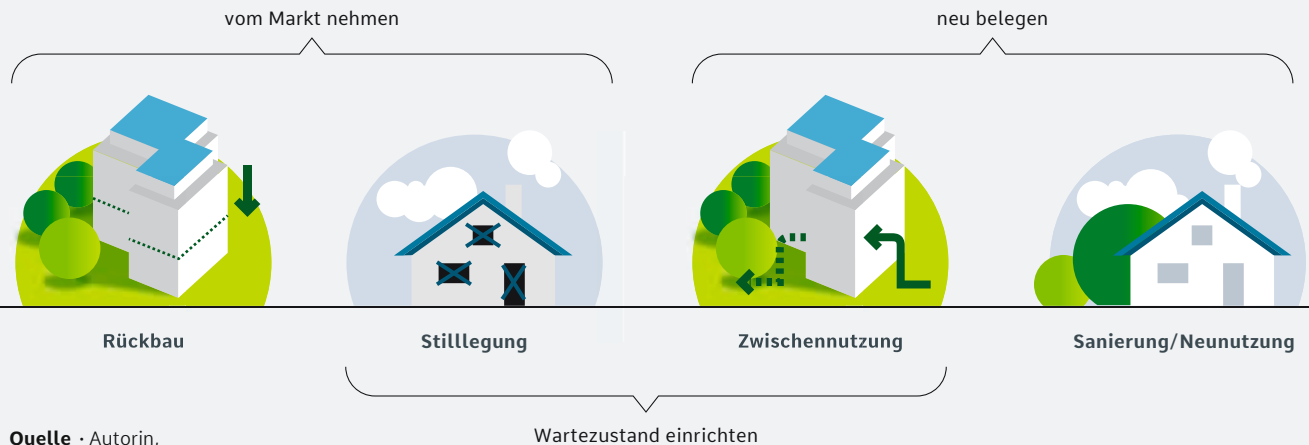 vom Markt nehmen
neu belegen
Rückbau
Stilllegung
Zwischennutzung
Sanierung/Neunutzung
Wartezustand einrichten
Quelle · Autorin,